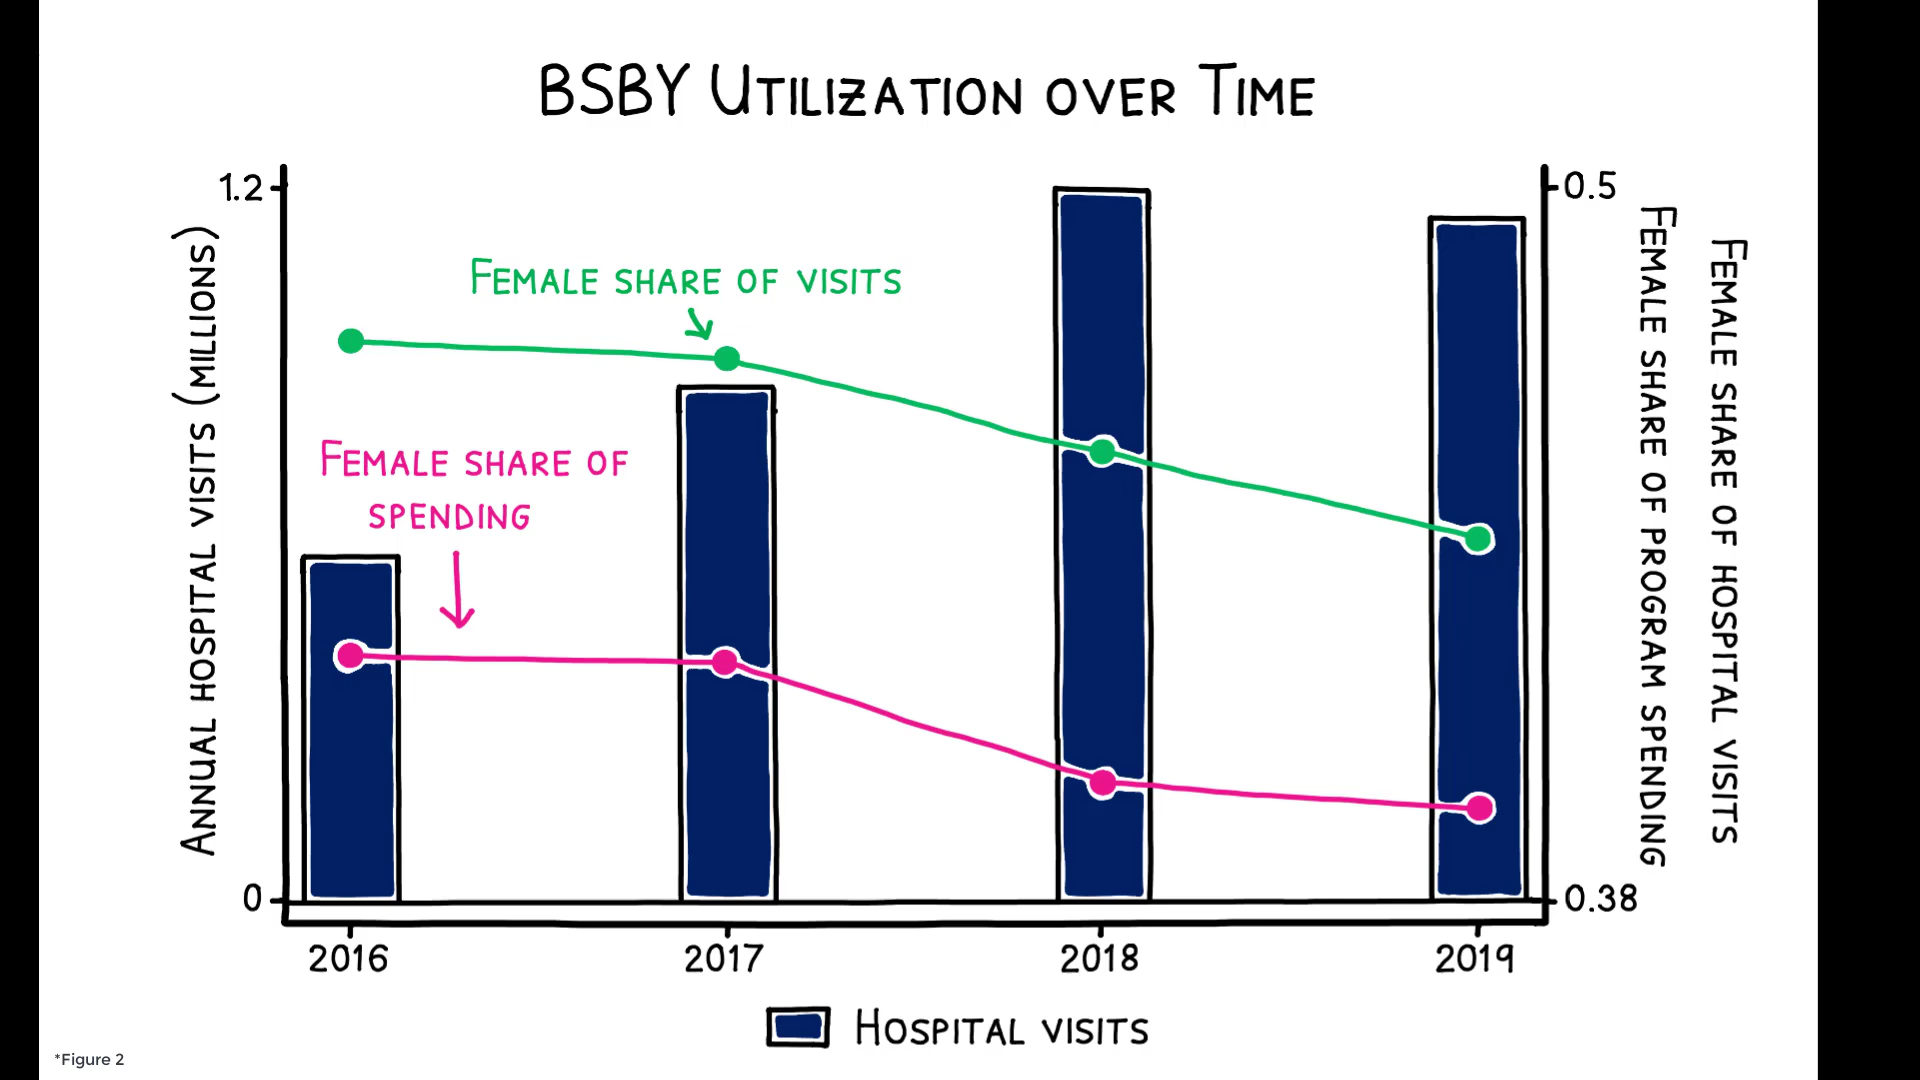 BSBY UTILIZATION OVER TIME
1.2
0
ANNUAL HOSPITAL VISITS (MILLIONS)
FEMALE SHARE OF VISITS
FEMALE SHARE OF
SPENDING
0.5
0.38
FEMALE SHARE OF PROGRAM SPENDING
FEMALE SHARE OF HOSPITAL VISITS
2016
2017
2018
2019
HOSPITAL VISITS
*Figure 2